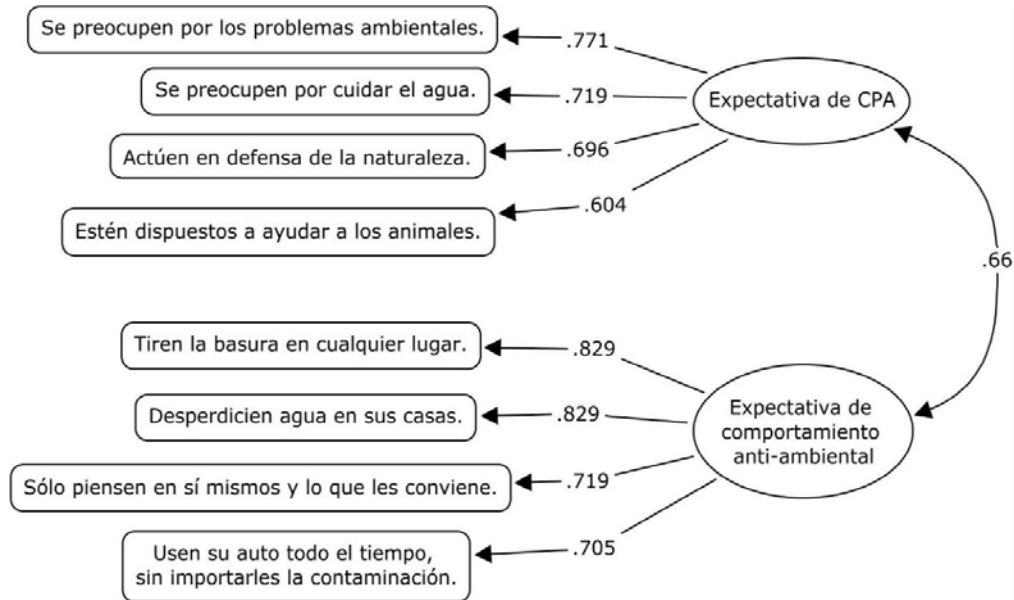 Se preocupen por los problemas ambientales.
.771
Se preocupen por cuidar el agua.
.719
Expectativa de CPA
Actúen en defensa de la naturaleza.
.696
Estén dispuestos a ayudar a los animales.
.604
.66
Tiren la basura en cualquier lugar.
.829
Desperdicien agua en sus casas.
.829
Expectativa de
comportamiento
anti-ambiental
Sólo piensen en sí mismos y lo que les conviene.
.719
Usen su auto todo el tiempo,
sin importarles la contaminación.
.705